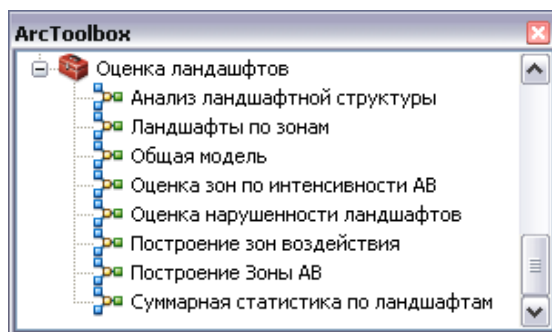 ArcToolbox
Оценка ландашфтов
Анализ ландшафтной структуры
Ландшафты по зонам
Общая модель
Оценка зон по интенсивности АВ
Оценка нарушенности ландшафтов
Построение зон воздействия
Построение Зоны АВ
Суммарная статистика по ландшафтам